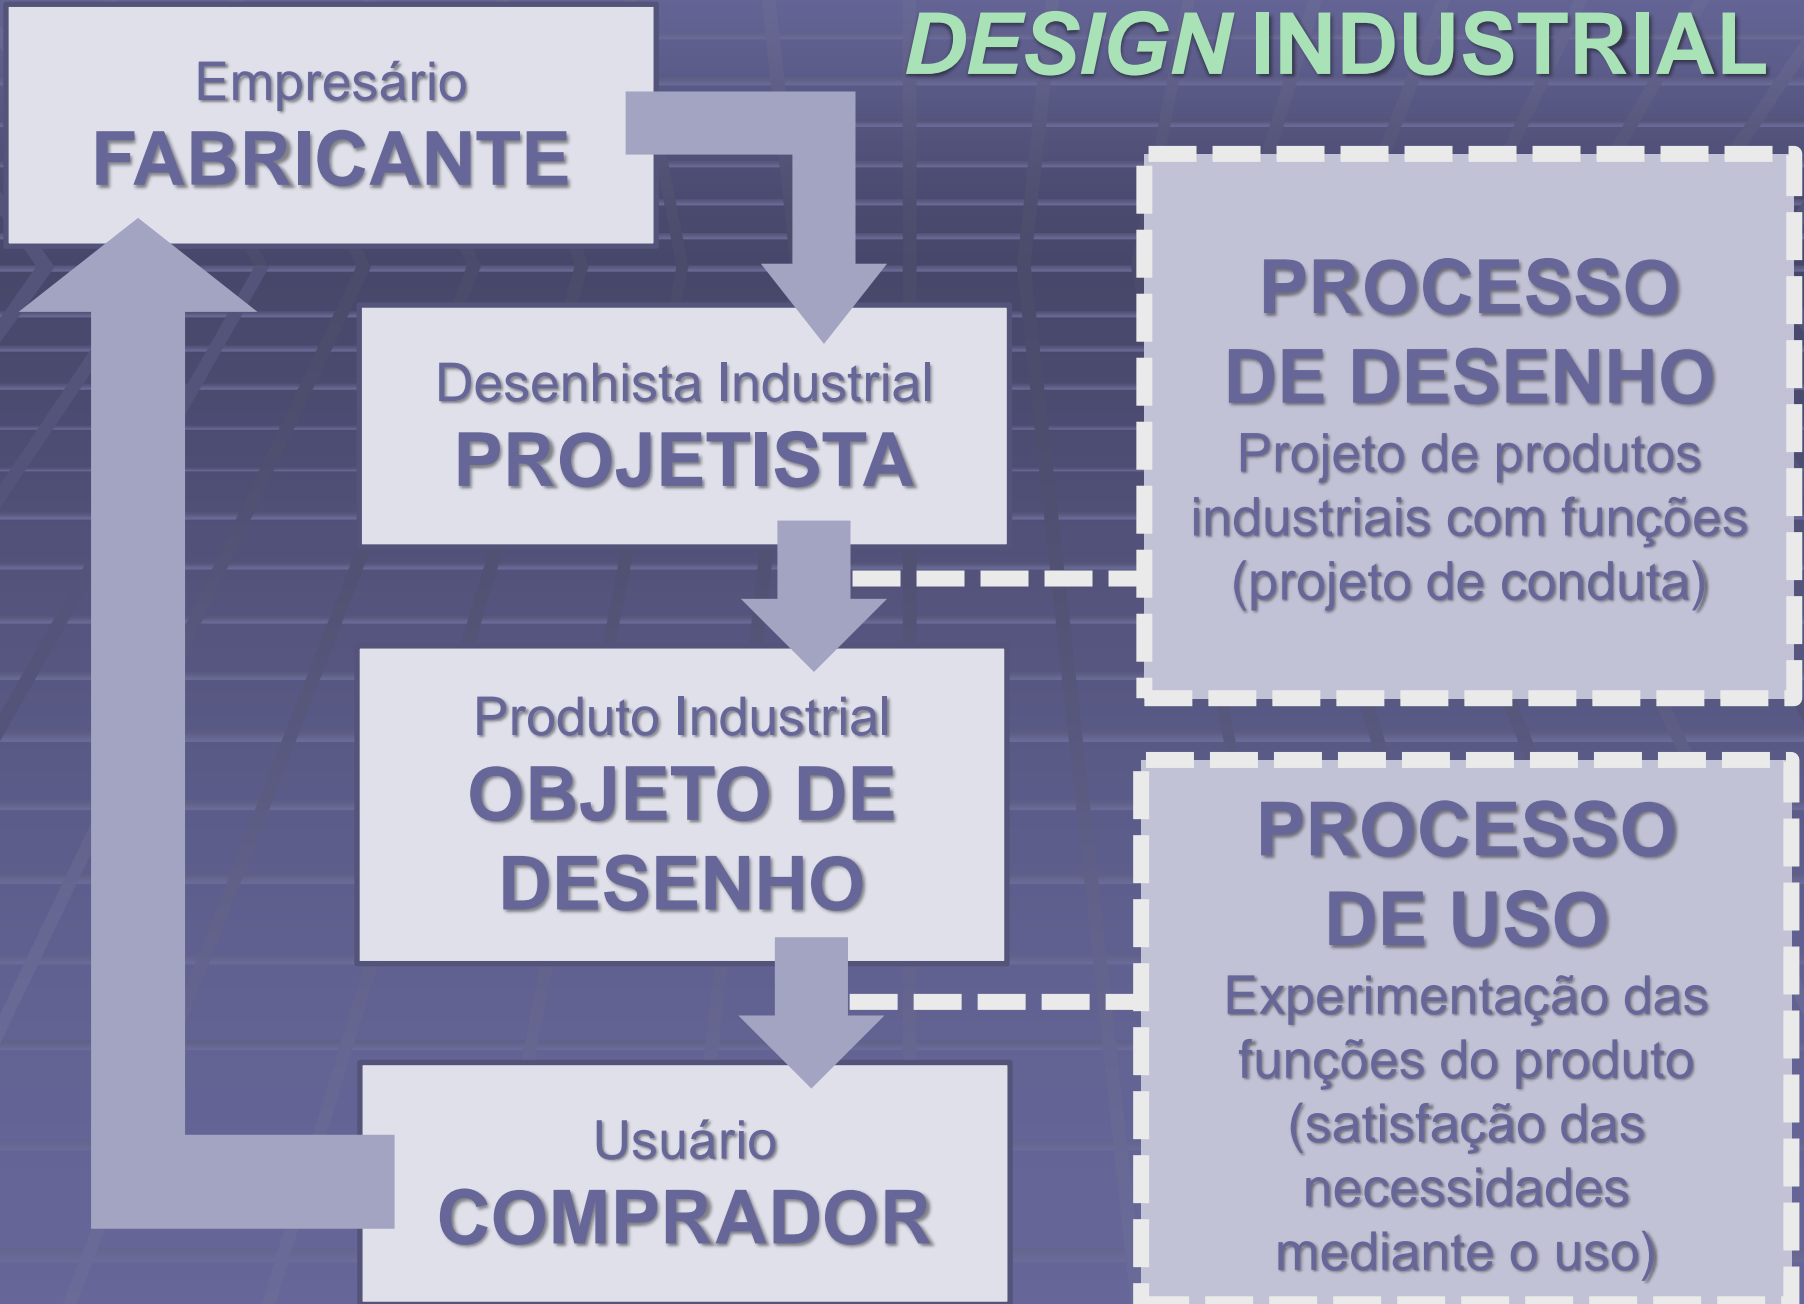 DESIGN INDUSTRIAL
Empresário
FABRICANTE
Desenhista Industrial
PROJETISTA
Produto Industrial
OBJETO DE
DESENHO
Usuário
COMPRADOR
PROCESSO
DE DESENHO
Projeto de produtos
industriais com funções
(projeto de conduta)
PROCESSO
DE USO
Experimentação das
funções do produto
(satisfação das
necessidades
mediante o uso)